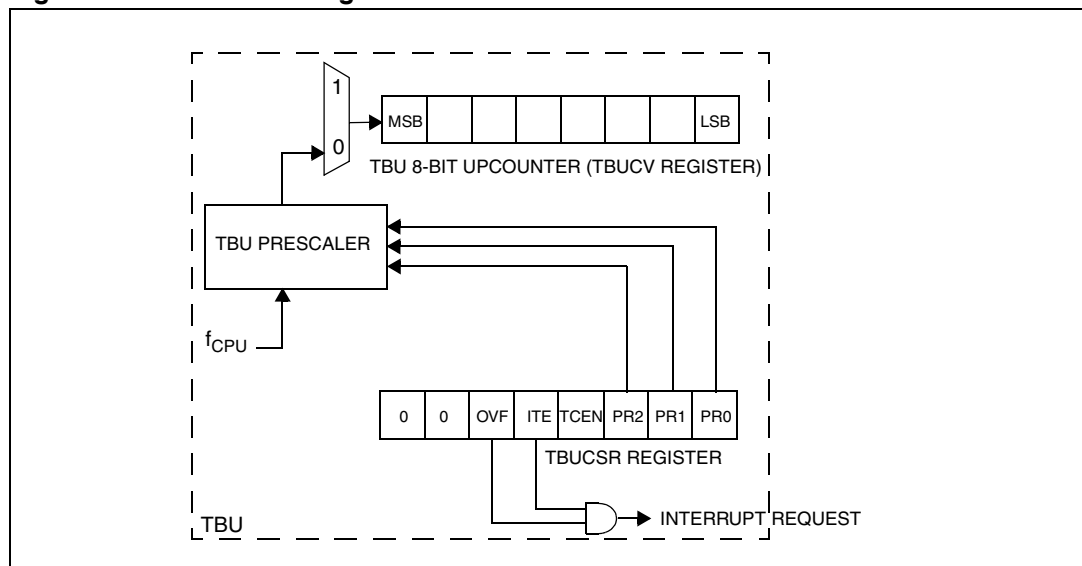 1
MSB LSB
0
TBU 8-BIT UPCOUNTER (TBUCV REGISTER)
TBU PRESCALER
fCPU
0 0 OVF ITE TCEN PR2 PR1 PR0
TBUCSR REGISTER
INTERRUPT REQUEST
TBU